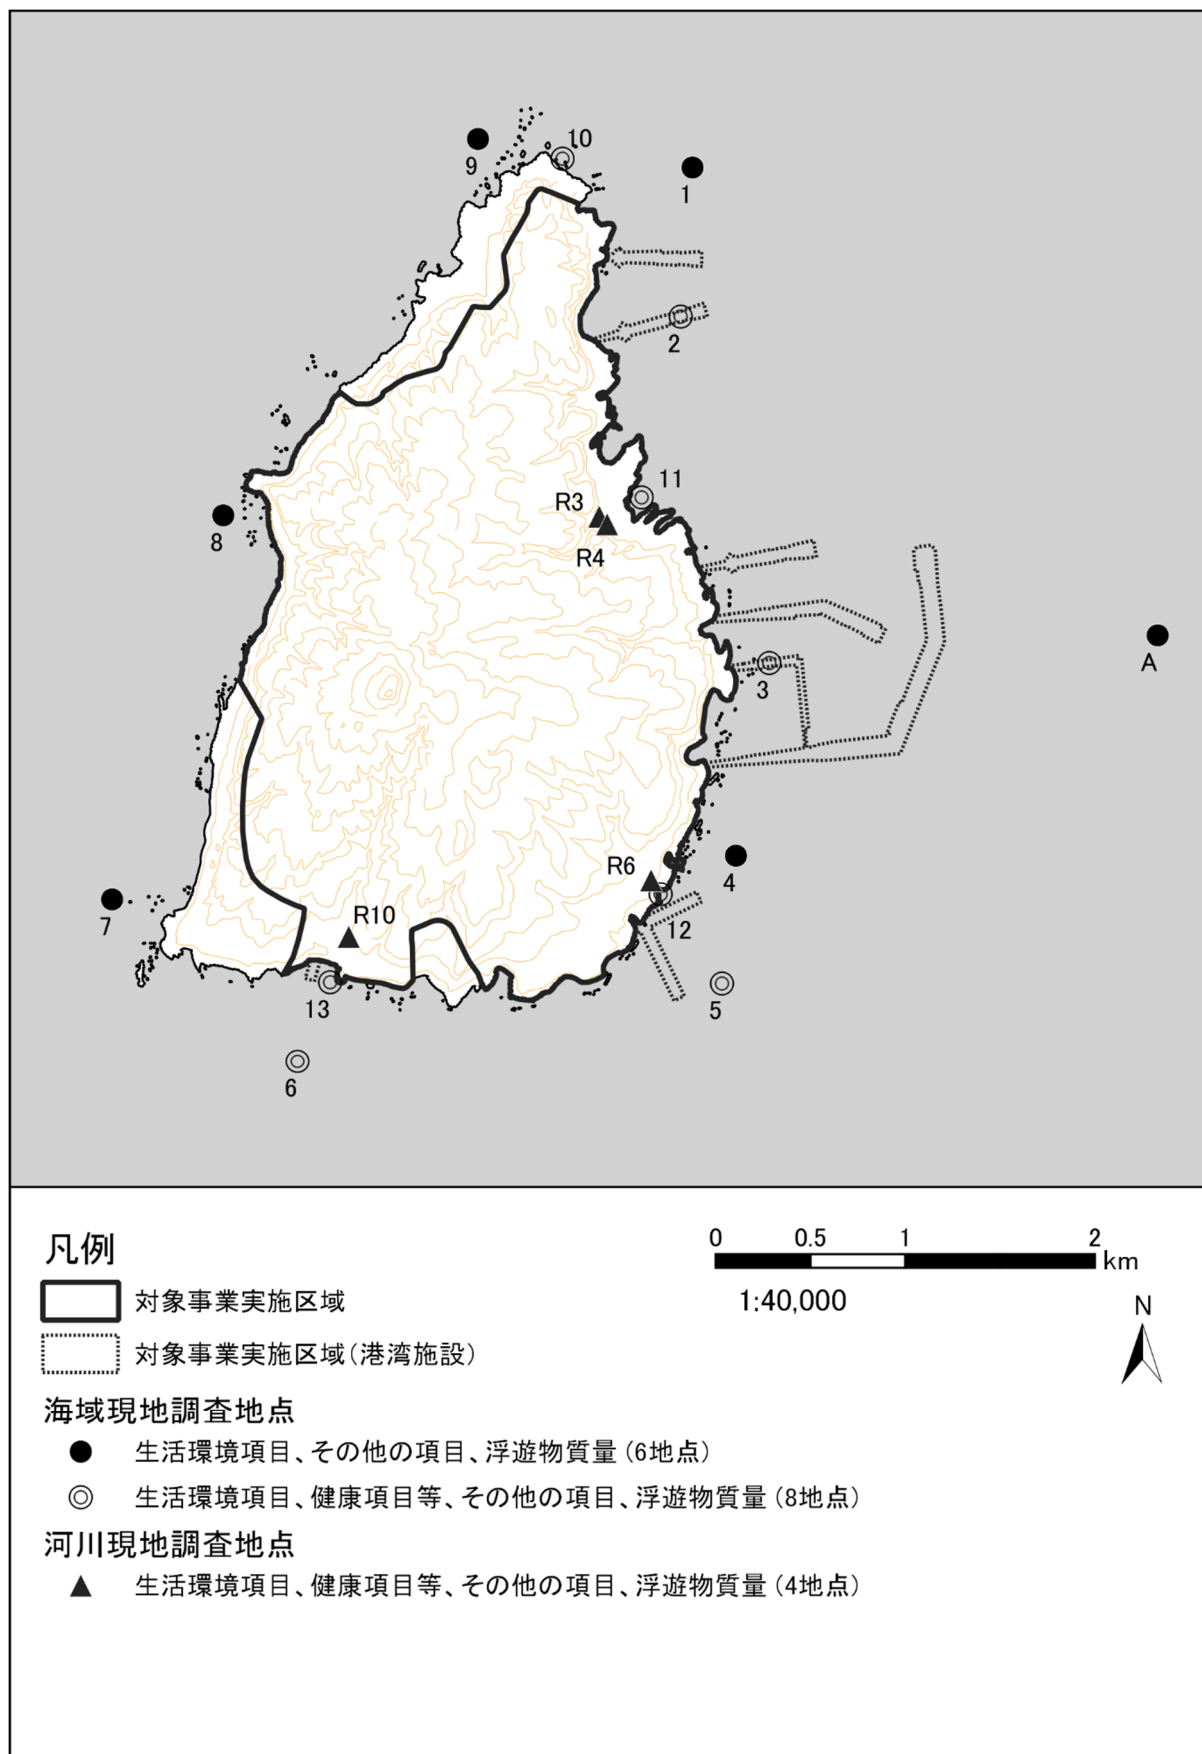 10
9
1
2
11
R3
8
R4
A
3
R6
4
7
R10
12
13
5
6
凡例
0 0.5 1 2
km
対象事業実施区域
1:40,000
N
対象事業実施区域(港湾施設)
海域現地調査地点
生活環境項目、その他の項目、浮遊物質量(6地点)
生活環境項目、健康項目等、その他の項目、浮遊物質量(8地点)
河川現地調査地点
生活環境項目、健康項目等、その他の項目、浮遊物質量(4地点)